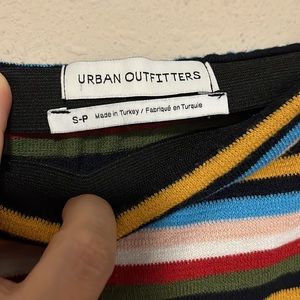 URBAN OUTFITTERS
S-P Made in Turkey / Fabriqué en Turquie